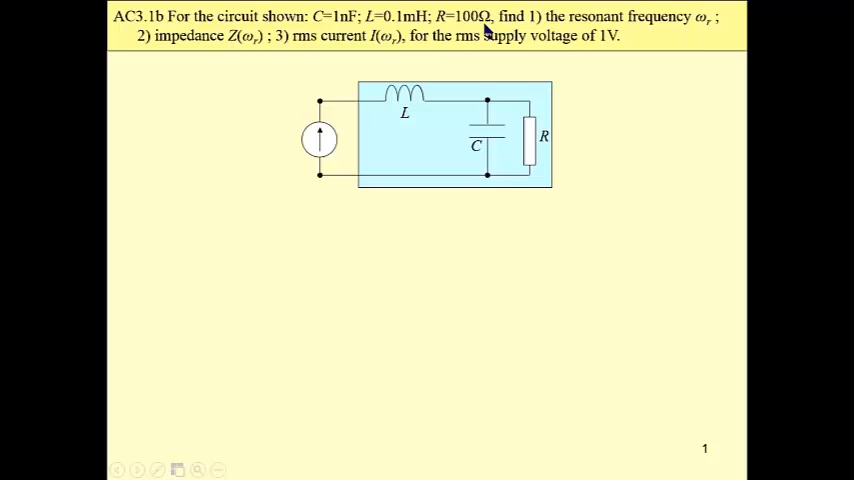 AC3.1b For the circuit shown: C=1nF; L=0.1mH; R=100Ω, find 1) the resonant frequency ωr ;
2) impedance Z(ωr) ; 3) rms current I(ωr), for the rms supply voltage of 1V.
L
C
R
1